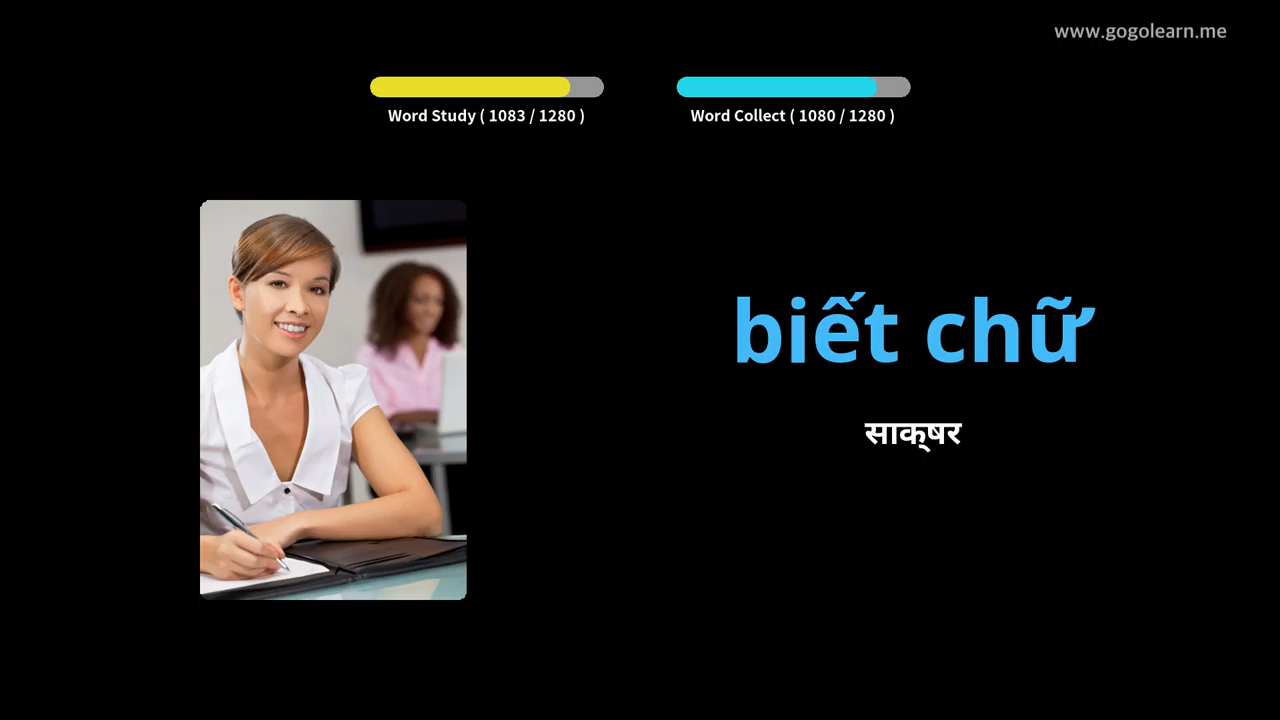 www.gogolearn.me
Word Study ( 1083 / 1280 )
Word Collect ( 1080 / 1280 )
biết chữ
साक्षर